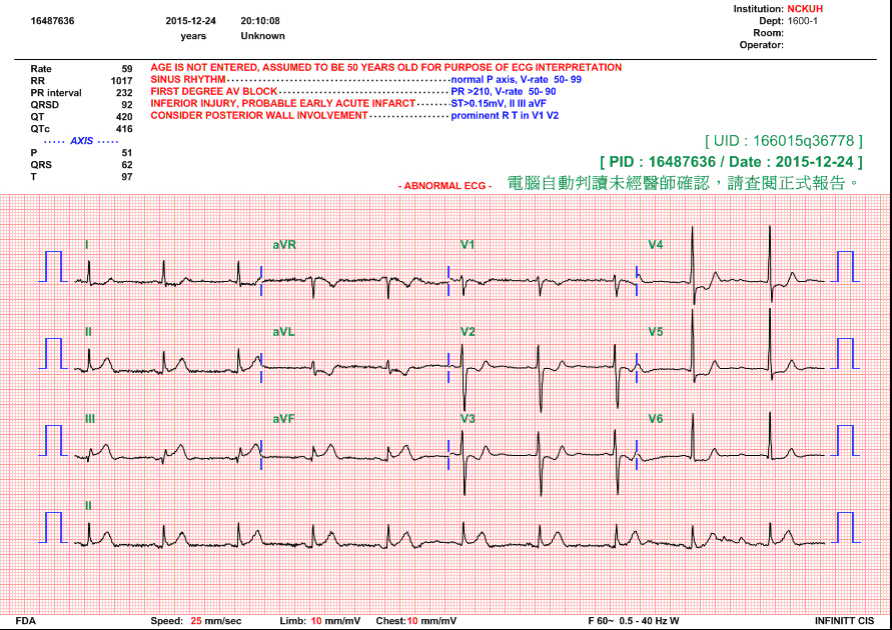 Institution: NCKUH
16487636 2015-12-24 20:10:08 Dept: 1600-1
years Unknown Room:
Operator:
Rate 59 AGE IS NOT ENTERED, ASSUMED TO BE 50 YEARS OLD FOR PURPOSE OF ECG INTERPRETATION
RR 1017 SINUS RHYTHM - - - - - - - - - - normal P axis, V-rate 50- 99
PR interval 232 FIRST DEGREE AV BLOCK - - - - - - - - - - PR >210, V-rate 50- 90
QRSD 92 INFERIOR INJURY, PROBABLE EARLY ACUTE INFARCT - - - - - - - ST>0.15mV, II III aVF
QT 420 CONSIDER POSTERIOR WALL INVOLVEMENT - - - - - - - - - - prominent R T in V1 V2
QTc 416
----- AXIS -----
P 51
QRS 62
T 97
[ UID : 166015q36778 ]
[ PID : 16487636 / Date : 2015-12-24 ]
- ABNORMAL ECG - 電腦自動判讀未經醫師確認，請查閱正式報告。
I aVR V1 V4
II aVL V2 V5
III aVF V3 V6
II
FDA Speed: 25 mm/sec Limb: 10 mm/mV Chest: 10 mm/mV F 60~ 0.5 - 40 Hz W INFINITT CIS